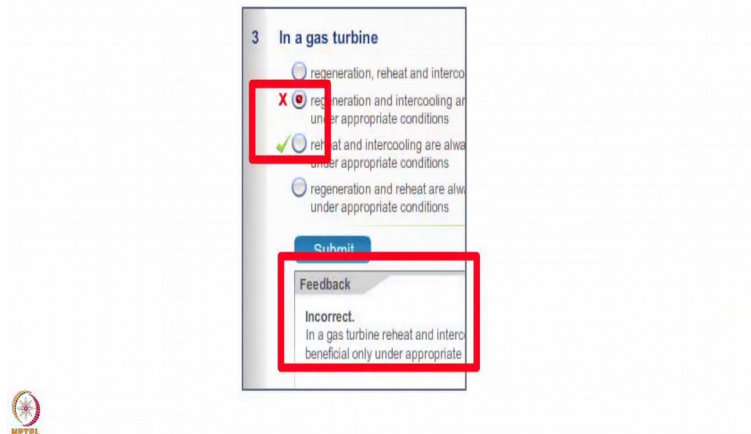 3 In a gas turbine
regeneration, reheat and interco
X regeneration and intercooling ar
under appropriate conditions
reheat and intercooling are alwa
under appropriate conditions
regeneration and reheat are alwa
under appropriate conditions
Submit
Feedback
Incorrect.
In a gas turbine reheat and interco
beneficial only under appropriate
NPTEL